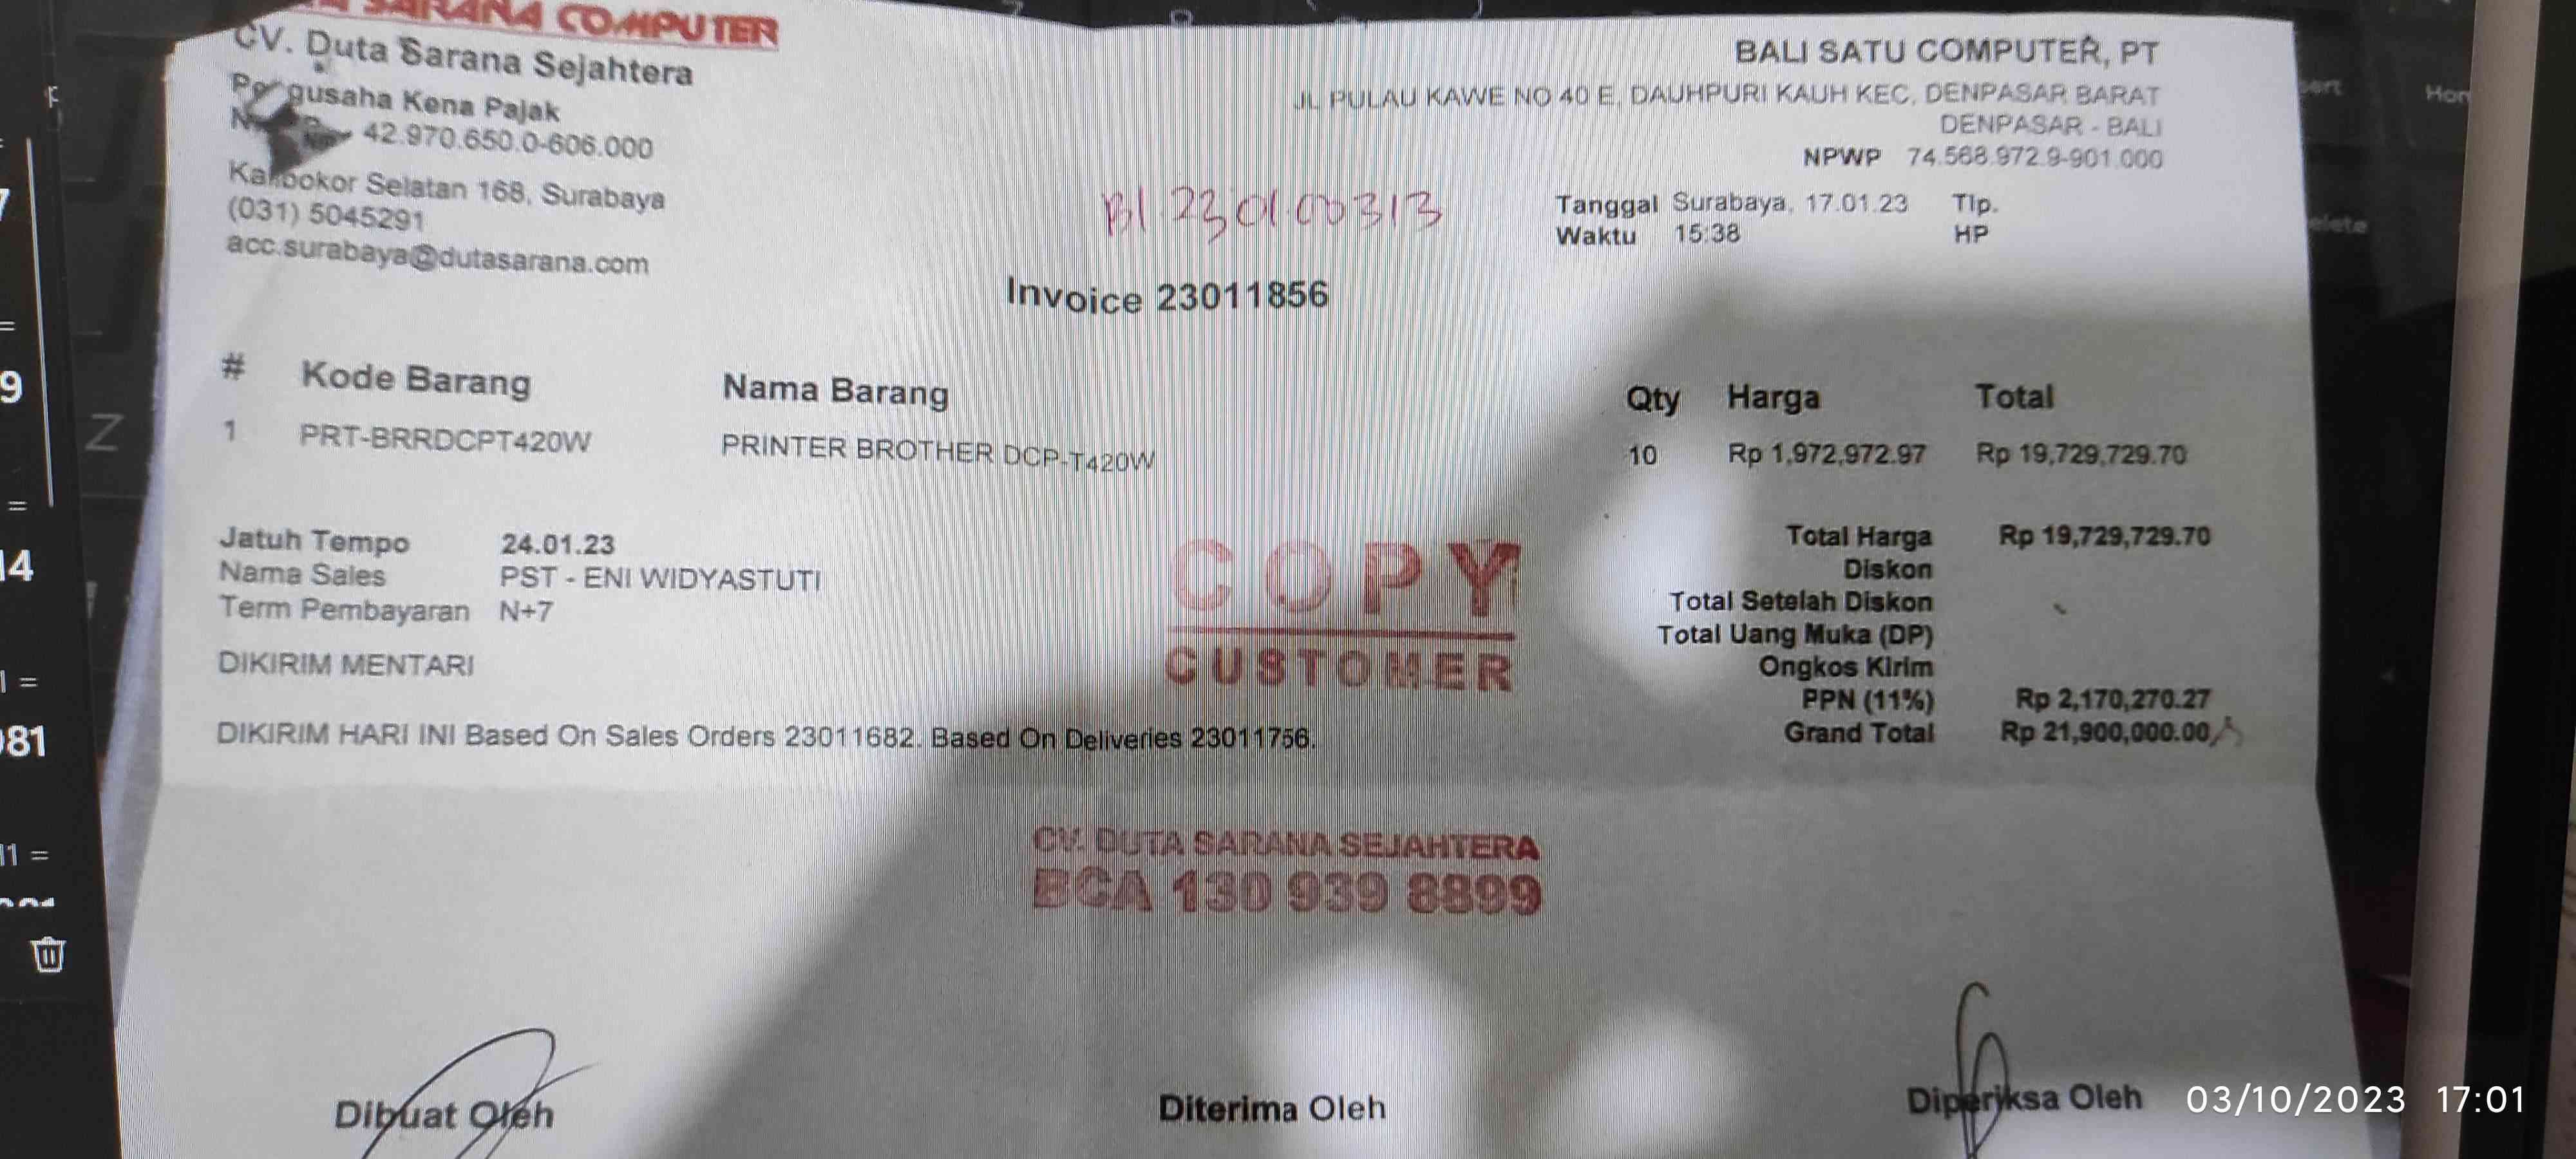 SARANA COMPUTER
CV. Duta Sarana Sejahtera
Pengusaha Kena Pajak
42.970.650.0-606.000
Kalibokor Selatan 168, Surabaya
(031) 5045291
acc.surabaya@dutasarana.com
BALI SATU COMPUTER, PT
JL PULAU KAWE NO 40 E, DAUHPURI KAUH KEC, DENPASAR BARAT
DENPASAR - BALI
NPWP 74.568.972.9-901.000
Tanggal Surabaya, 17.01.23 Tlp.
Waktu 15:38 HP
BI 230100313
Invoice 23011856
# Kode Barang Nama Barang Qty Harga Total
1 PRT-BRRDCPT420W PRINTER BROTHER DCP-T420W 10 Rp 1,972,972.97 Rp 19,729,729.70
Jatuh Tempo 24.01.23
Nama Sales PST - ENI WIDYASTUTI
Term Pembayaran N+7
DIKIRIM MENTARI
DIKIRIM HARI INI Based On Sales Orders 23011682. Based On Deliveries 23011756.
COPY
CUSTOMER
Total Harga Rp 19,729,729.70
Diskon
Total Setelah Diskon
Total Uang Muka (DP)
Ongkos Kirim
PPN (11%) Rp 2,170,270.27
Grand Total Rp 21,900,000.00
CV. DUTA SARANA SEJAHTERA
BCA 130 939 8899
Dibuat Oleh Diterima Oleh Diperiksa Oleh
03/10/2023 17:01